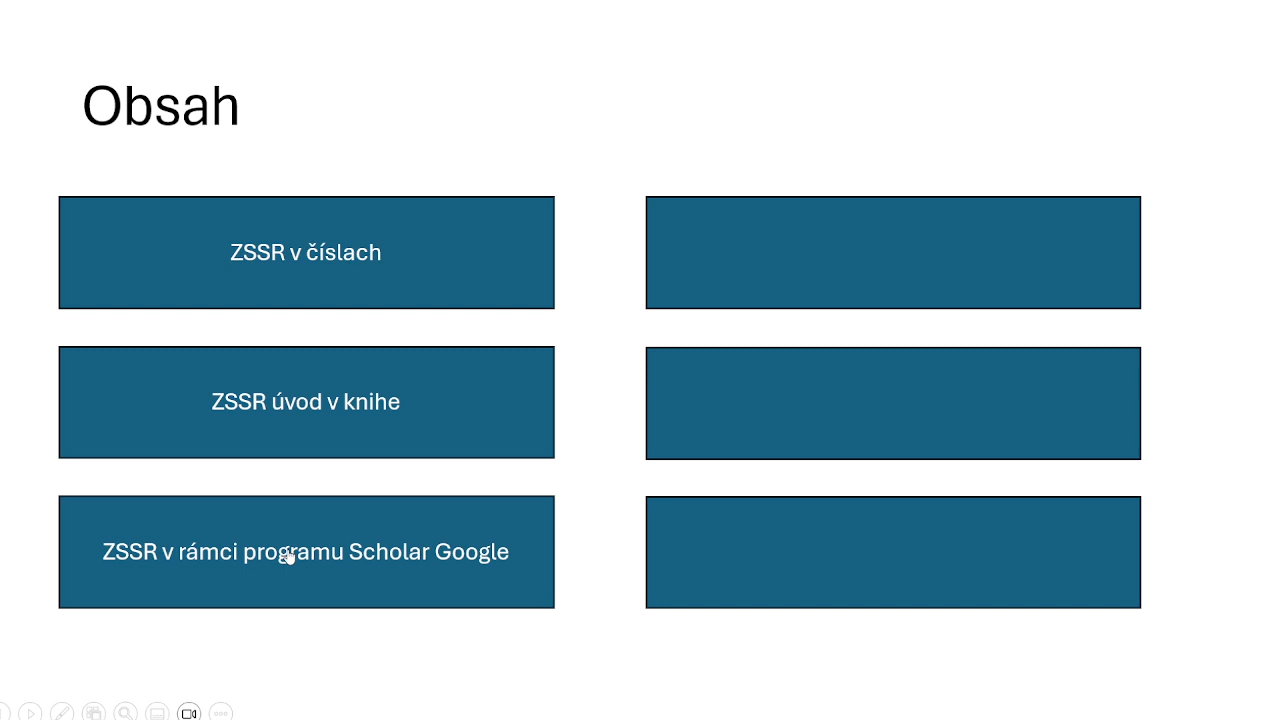 Obsah
ZSSR v číslach
ZSSR úvod v knihe
ZSSR v rámci programu Scholar Google